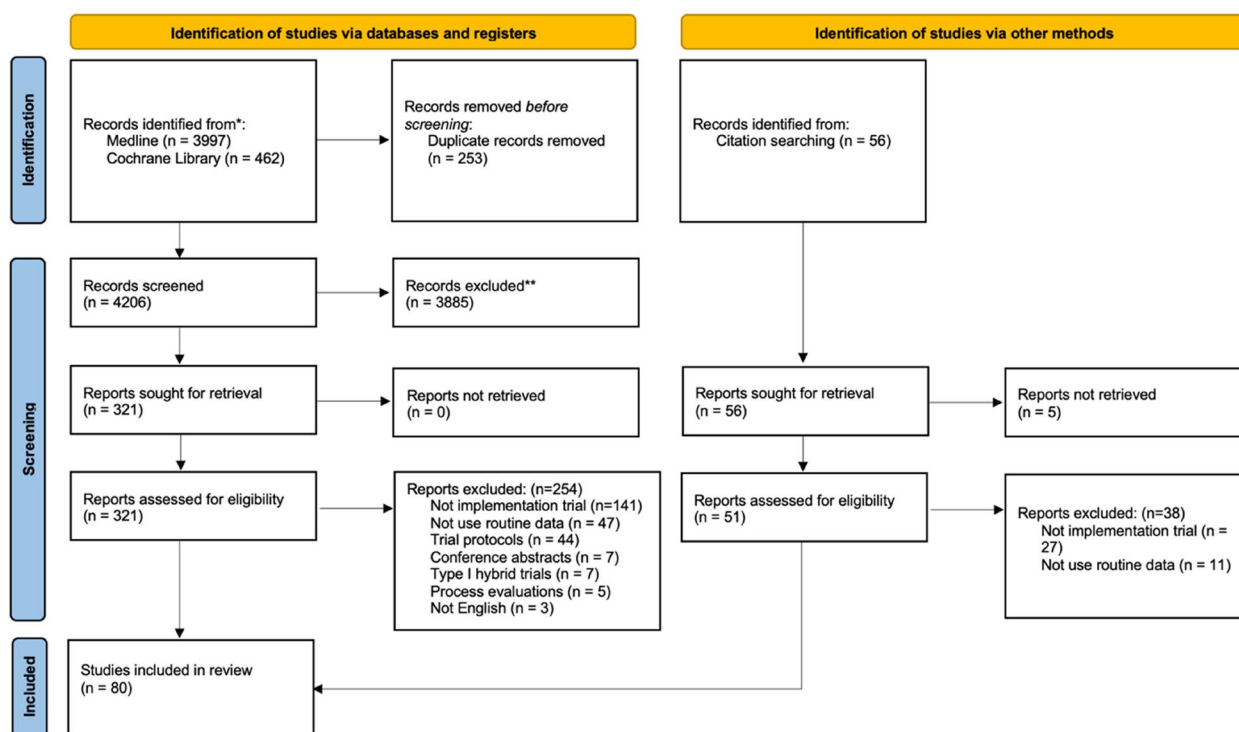 Identification of studies via databases and registers
Identification of studies via other methods
Identification
Records identified from*:
Medline (n = 3997)
Cochrane Library (n = 462)
Records removed before
screening:
Duplicate records removed
(n = 253)
Records identified from:
Citation searching (n = 56)
Screening
Records screened
(n = 4206)
Records excluded**
(n = 3885)
Reports sought for retrieval
(n = 321)
Reports not retrieved
(n = 0)
Reports sought for retrieval
(n = 56)
Reports not retrieved
(n = 5)
Reports assessed for eligibility
(n = 321)
Reports excluded: (n=254)
Not implementation trial (n=141)
Not use routine data (n = 47)
Trial protocols (n = 44)
Conference abstracts (n = 7)
Type I hybrid trials (n = 7)
Process evaluations (n = 5)
Not English (n = 3)
Reports assessed for eligibility
(n = 51)
Reports excluded: (n=38)
Not implementation trial (n =
27)
Not use routine data (n = 11)
Included
Studies included in review
(n = 80)